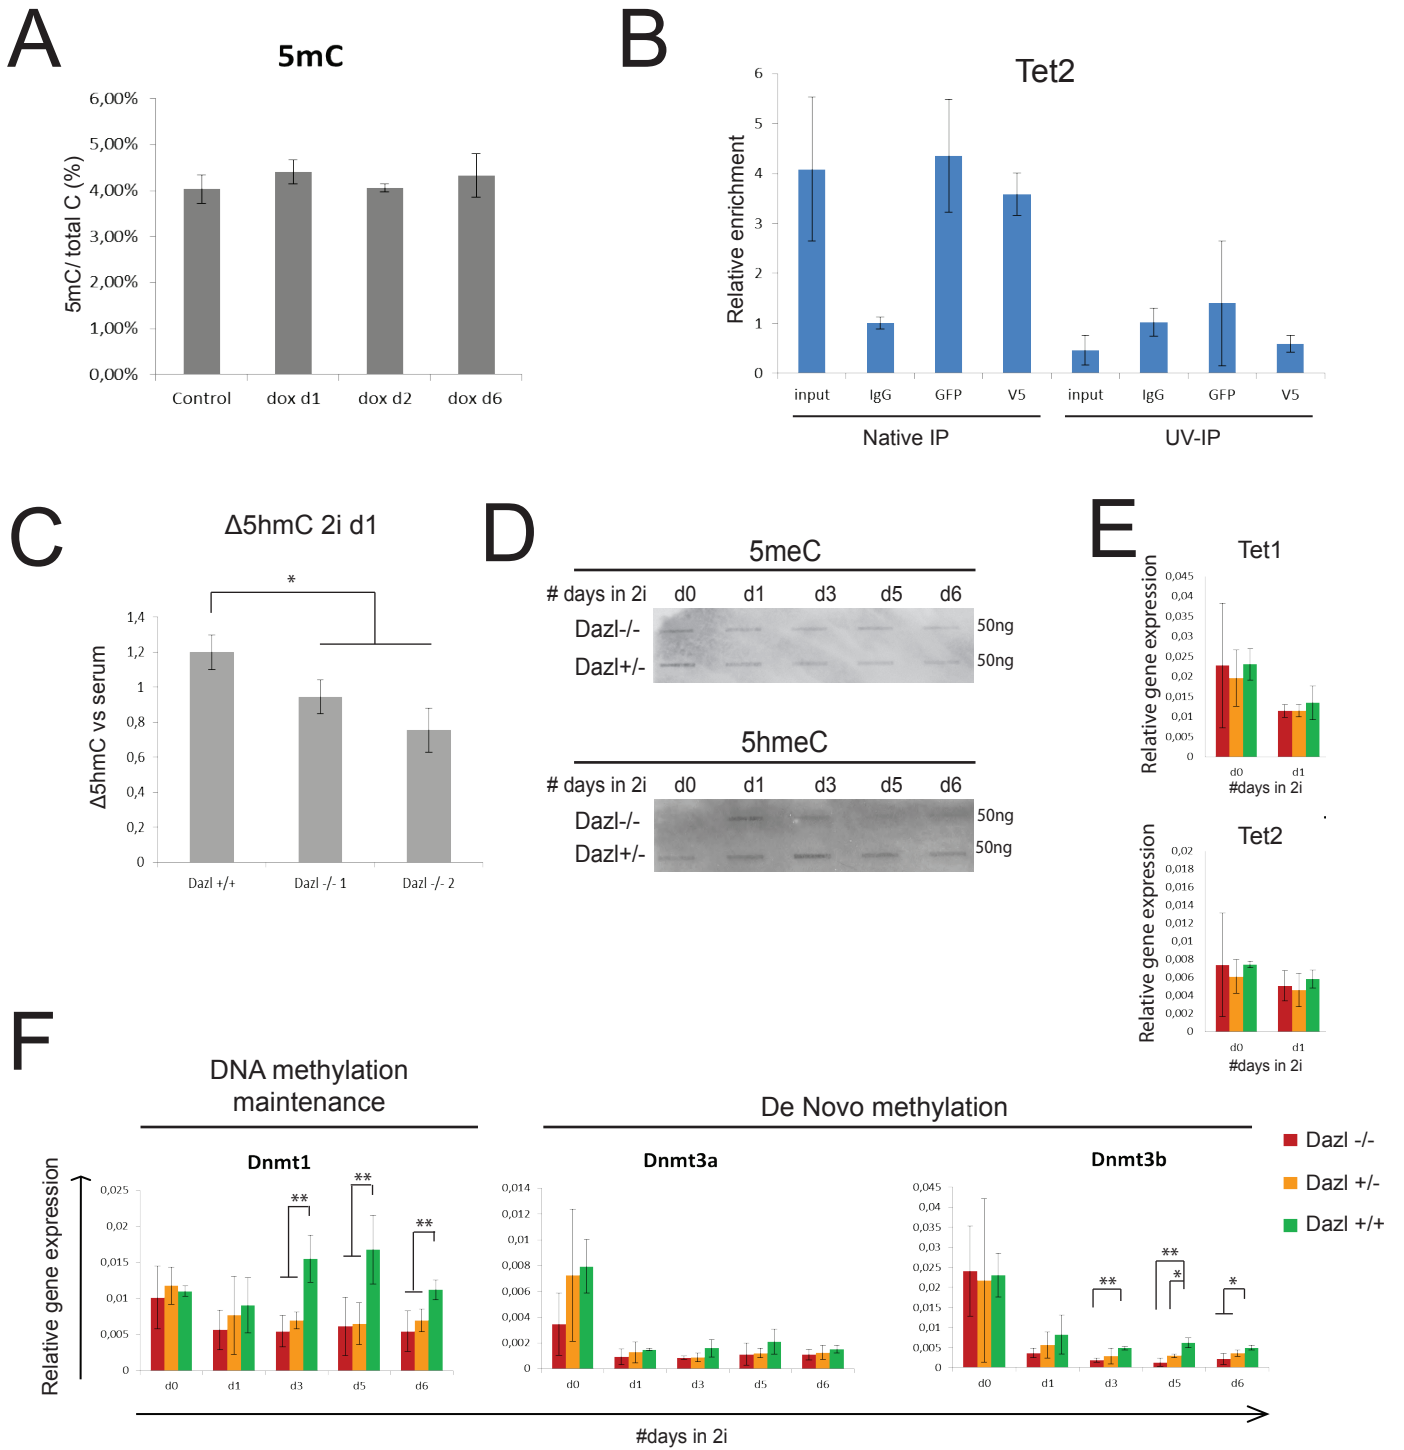 A
5mC
5mC/ total C (%)
6,00%
5,00%
4,00%
3,00%
2,00%
1,00%
0,00%
Control dox d1 dox d2 dox d6
B
Tet2
Relative enrichment
6
5
4
3
2
1
0
input IgG GFP V5 input IgG GFP V5
Native IP UV-IP
C
Δ5hmC 2i d1
*
Δ5hmC vs serum
1,4
1,2
1
0,8
0,6
0,4
0,2
0
Dazl +/+ Dazl -/- 1 Dazl -/- 2
D
5meC
# days in 2i d0 d1 d3 d5 d6
Dazl-/- 50ng
Dazl+/- 50ng
5hmeC
# days in 2i d0 d1 d3 d5 d6
Dazl-/- 50ng
Dazl+/- 50ng
E
Tet1
Relative gene expression
0,045
0,04
0,035
0,03
0,025
0,02
0,015
0,01
0,005
0
d0 d1
#days in 2i
Tet2
Relative gene expression
0,02
0,018
0,016
0,014
0,012
0,01
0,008
0,006
0,004
0,002
0
d0 d1
#days in 2i
F
DNA methylation
maintenance
De Novo methylation
Relative gene expression
Dnmt1
0,025
0,02
0,015
0,01
0,005
0
** ** **
d0 d1 d3 d5 d6
Dnmt3a
0,014
0,012
0,01
0,008
0,006
0,004
0,002
0
d0 d1 d3 d5 d6
Dnmt3b
0,045
0,04
0,035
0,03
0,025
0,02
0,015
0,01
0,005
0
** ** * *
d0 d1 d3 d5 d6
Dazl -/-
Dazl +/-
Dazl +/+
#days in 2i